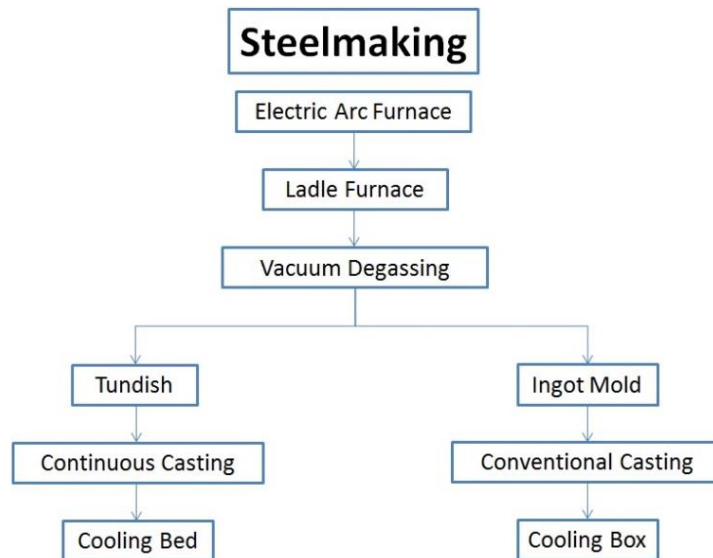 Steelmaking
Electric Arc Furnace
Ladle Furnace
Vacuum Degassing
Tundish
Ingot Mold
Continuous Casting
Conventional Casting
Cooling Bed
Cooling Box